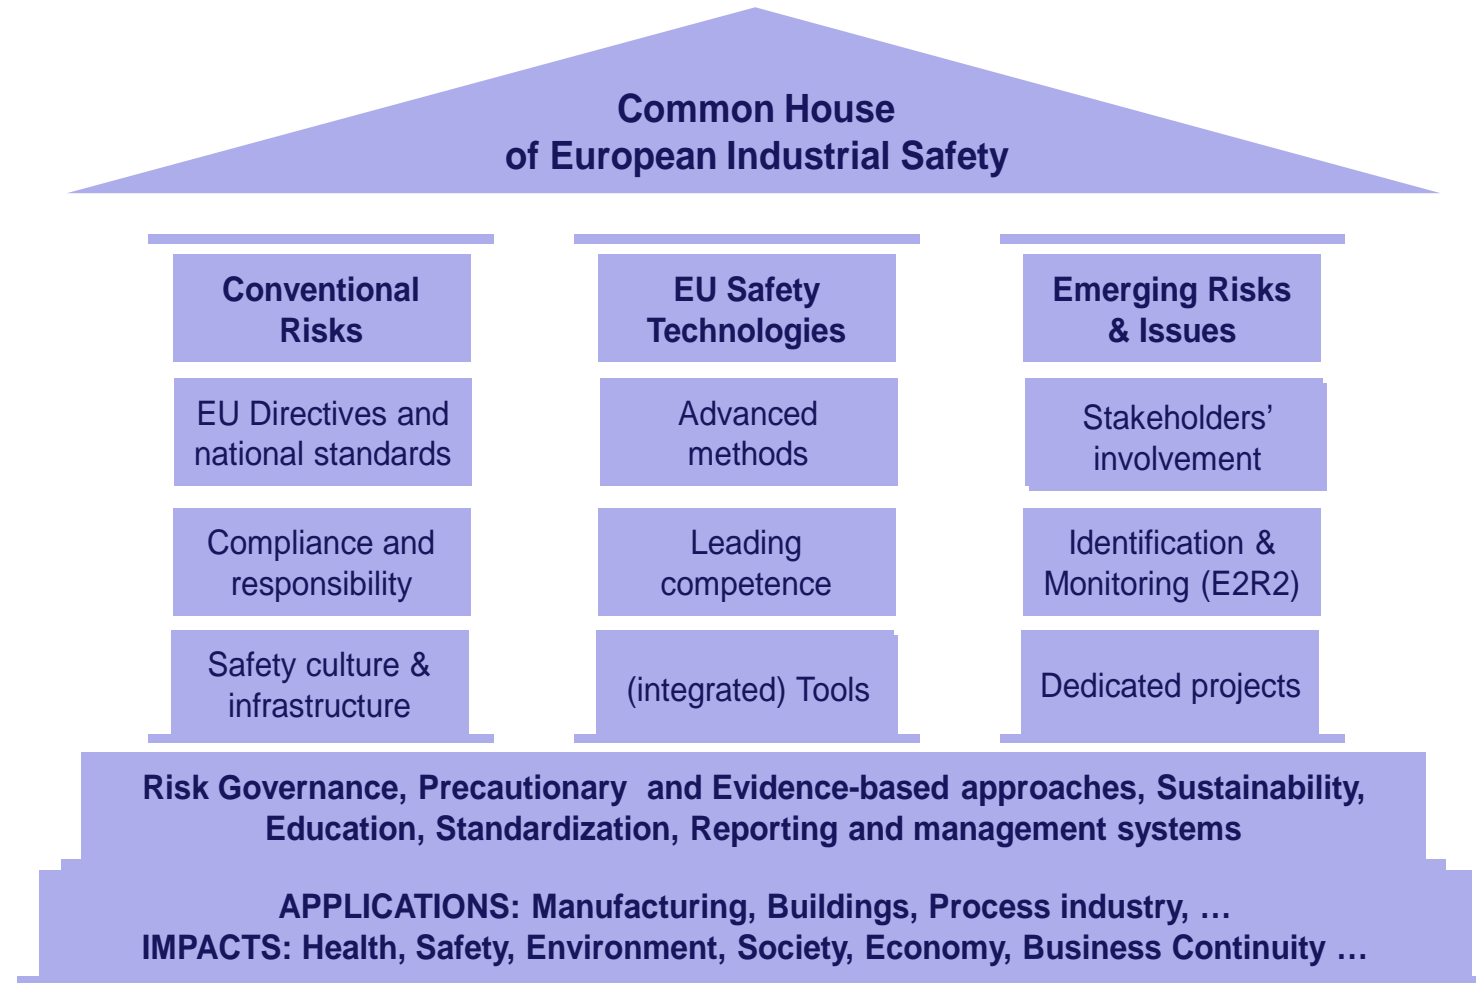 Common House
of European Industrial Safety
Conventional
Risks
EU Directives and
national standards
Compliance and
responsibility
Safety culture &
infrastructure
EU Safety
Technologies
Advanced
methods
Leading
competence
(integrated) Tools
Emerging Risks
& Issues
Stakeholders’
involvement
Identification &
Monitoring (E2R2)
Dedicated projects
Risk Governance, Precautionary and Evidence-based approaches, Sustainability,
Education, Standardization, Reporting and management systems
APPLICATIONS: Manufacturing, Buildings, Process industry, …
IMPACTS: Health, Safety, Environment, Society, Economy, Business Continuity …